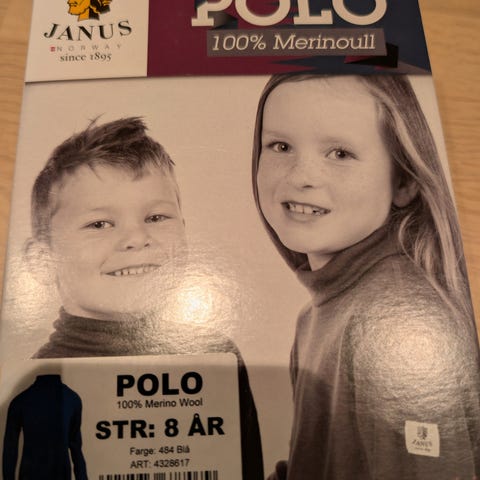 JANUS
NORWAY
since 1895
POLO
100% Merinoull
POLO
100% Merino Wool
STR: 8 ÅR
Farge: 484 Blå
ART: 4328617
JANUS